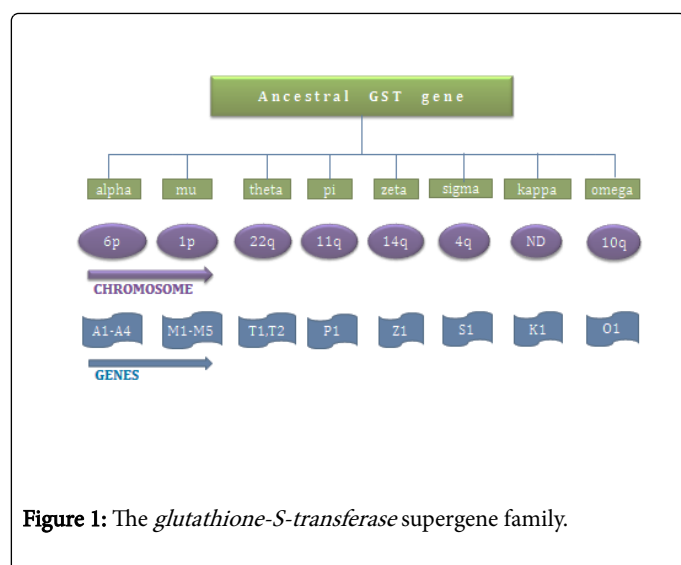 Ancestral GST gene
alpha mu theta pi zeta sigma kappa omega
6p 1p 22q 11q 14q 4q ND 10q
CHROMOSOME
A1-A4 M1-M5 T1,T2 P1 Z1 S1 K1 O1
GENES
Figure 1: The glutathione-S-transferase supergene family.